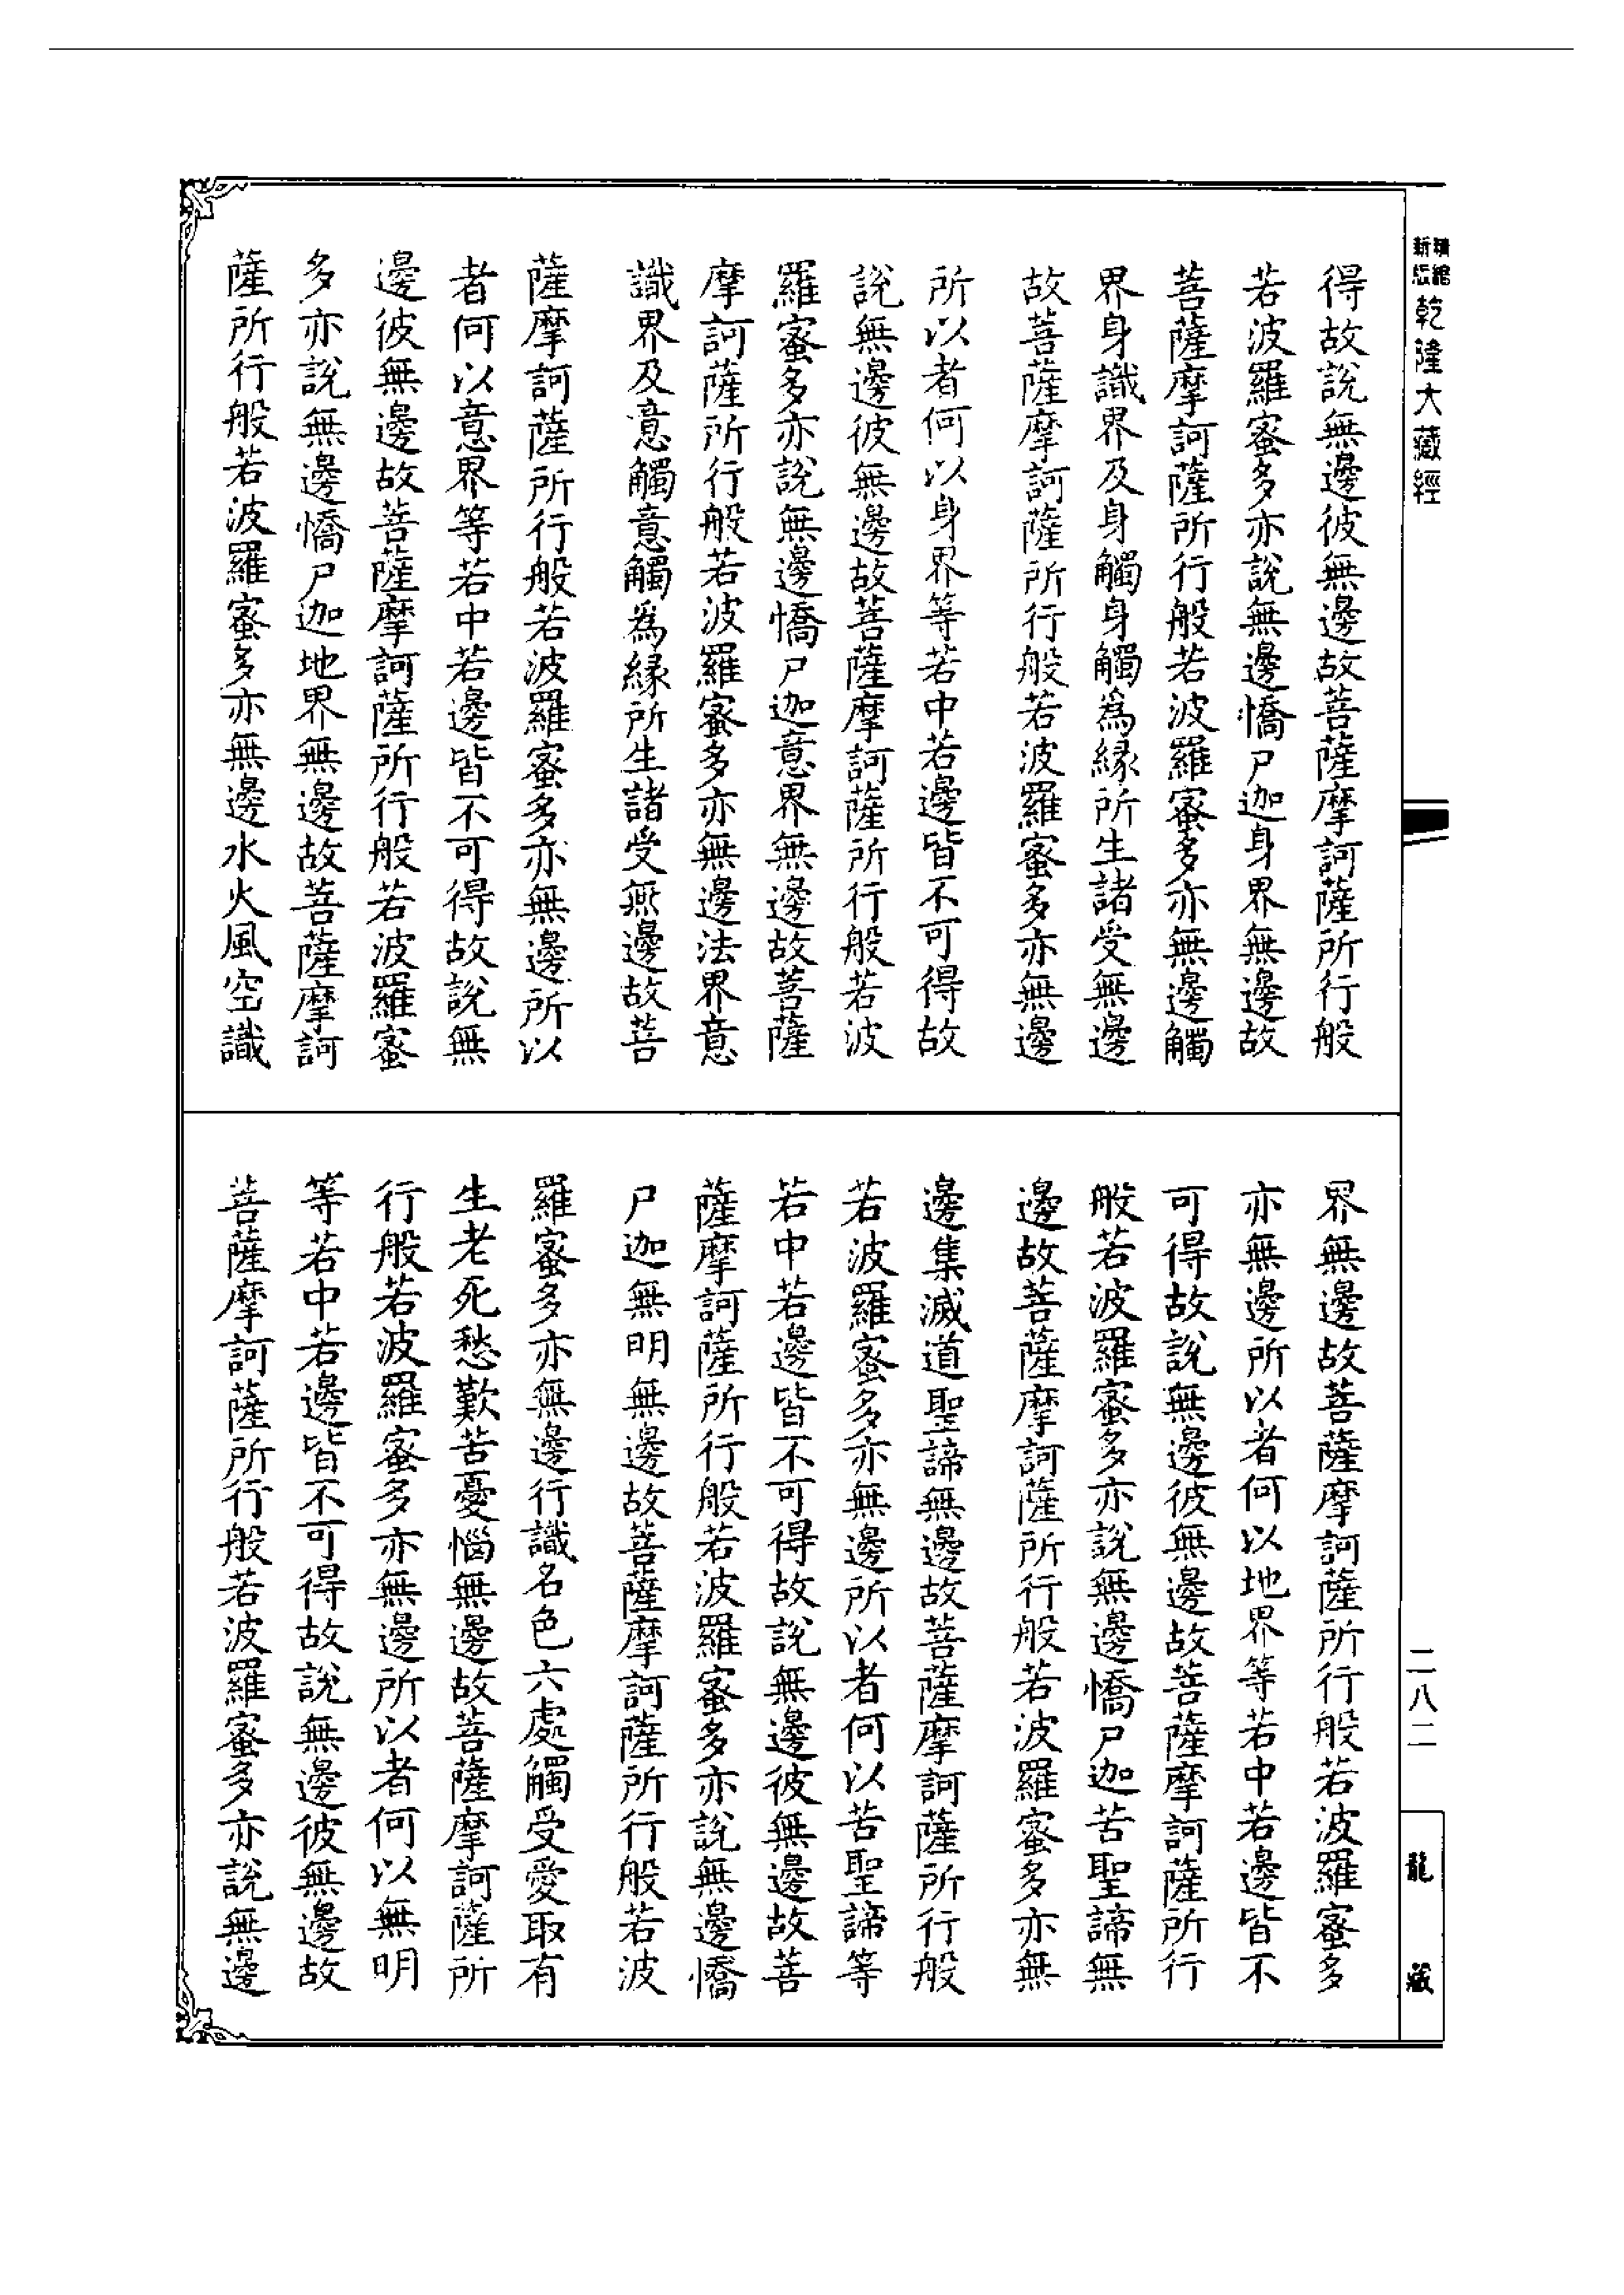 得故說無邊彼無邊故菩薩摩訶薩所行般
若波羅蜜多亦說無邊憍尸迦身界無邊故
菩薩摩訶薩所行般若波羅蜜多亦無邊觸
界身識界及身觸身觸為緣所生諸受無邊
故菩薩摩訶薩所行般若波羅蜜多亦無邊
所以者何以身界等若中若邊皆不可得故
說無邊彼無邊故菩薩摩訶薩所行般若波
羅蜜多亦說無邊憍尸迦意界無邊故菩薩
摩訶薩所行般若波羅蜜多亦無邊法界意
識界及意觸意觸為緣所生諸受無邊故菩
薩摩訶薩所行般若波羅蜜多亦無邊所以
者何以意界等若中若邊皆不可得故說無
邊彼無邊故菩薩摩訶薩所行般若波羅蜜
多亦說無邊憍尸迦地界無邊故菩薩摩訶
薩所行般若波羅蜜多亦無邊水火風空識
界無邊故菩薩摩訶薩所行般若波羅蜜多
亦無邊所以者何以地界等若中若邊皆不
可得故說無邊彼無邊故菩薩摩訶薩所行
般若波羅蜜多亦說無邊憍尸迦苦聖諦無
邊故菩薩摩訶薩所行般若波羅蜜多亦無
邊集滅道聖諦無邊故菩薩摩訶薩所行般
若波羅蜜多亦無邊所以者何以苦聖諦等
若中若邊皆不可得故說無邊彼無邊故菩
薩摩訶薩所行般若波羅蜜多亦說無邊憍
尸迦無明無邊故菩薩摩訶薩所行般若波
羅蜜多亦無邊行識名色六處觸受愛取有
生老死愁歎苦憂惱無邊故菩薩摩訶薩所
行般若波羅蜜多亦無邊所以者何以無明
等若中若邊皆不可得故說無邊彼無邊故
菩薩摩訶薩所行般若波羅蜜多亦說無邊
新版
乾隆大藏經
二八二
龍藏